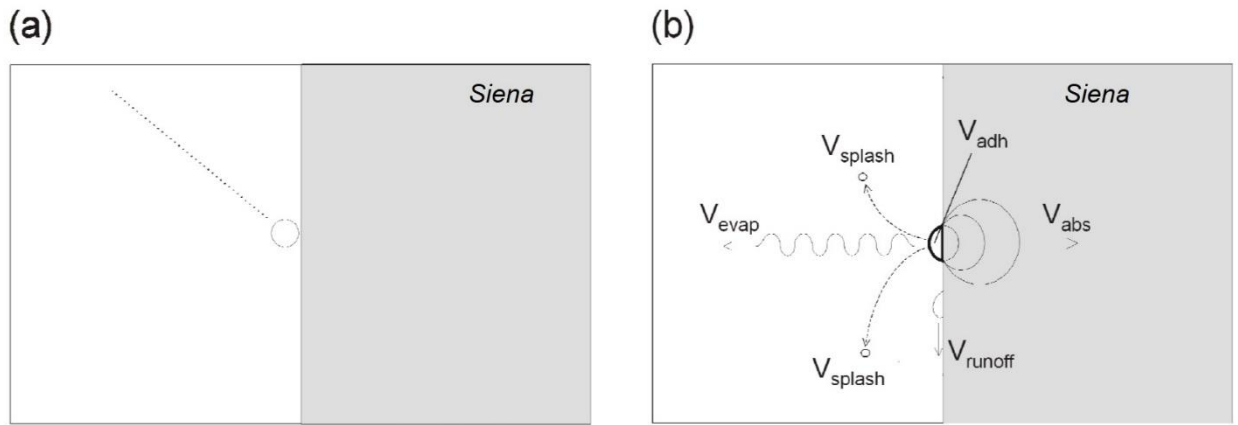 (a)
Siena
(b)
Siena
V_splash
V_adh
V_evap
V_abs
V_splash
V_runoff